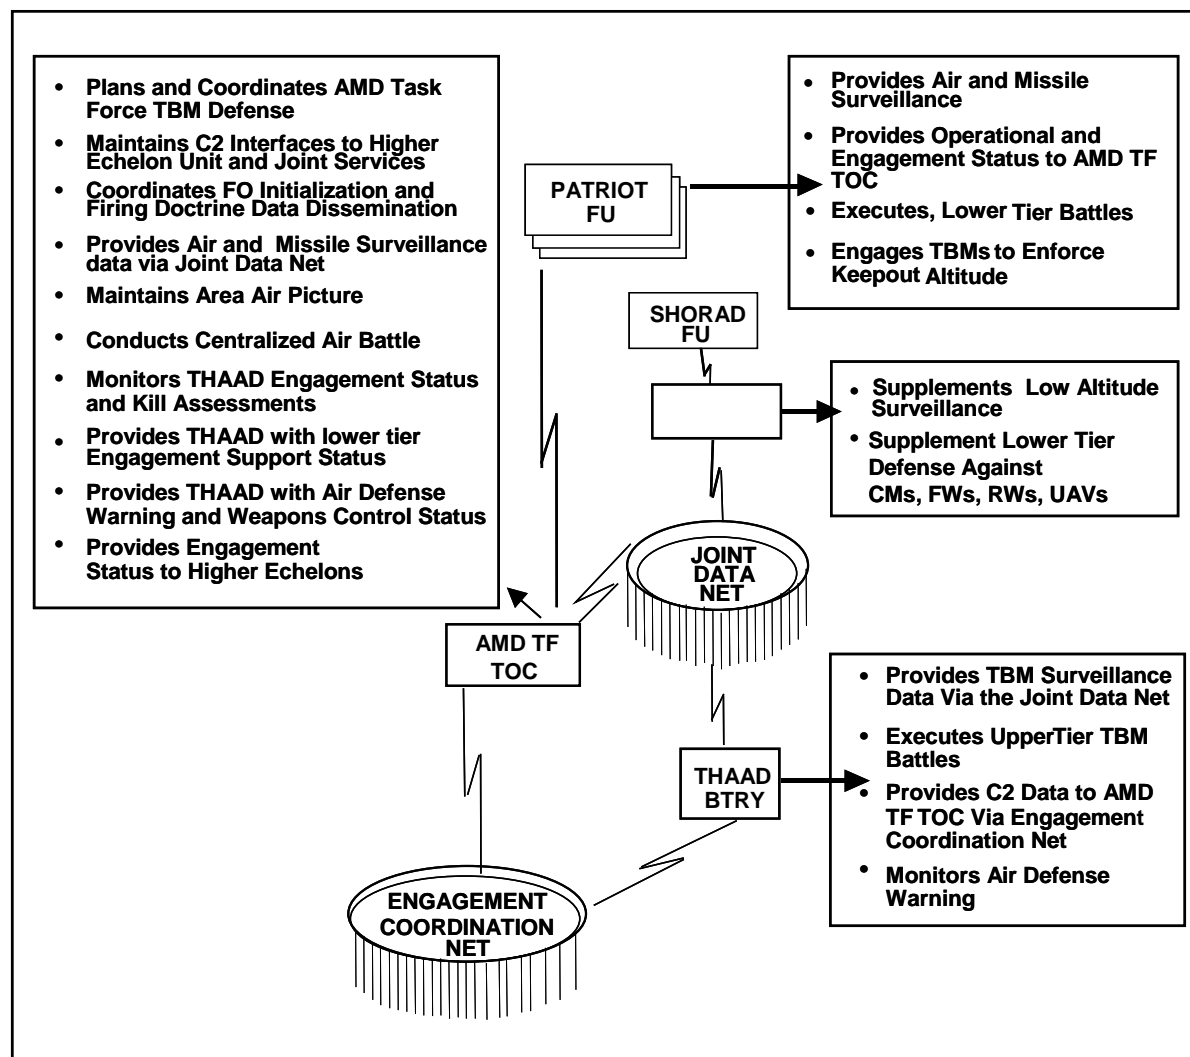 • Plans and Coordinates AMD Task
Force TBM Defense
• Maintains C2 Interfaces to Higher
Echelon Unit and Joint Services
• Coordinates FO Initialization and
Firing Doctrine Data Dissemination
• Provides Air and Missile Surveillance
data via Joint Data Net
• Maintains Area Air Picture
• Conducts Centralized Air Battle
• Monitors THAAD Engagement Status
and Kill Assessments
• Provides THAAD with lower tier
Engagement Support Status
• Provides THAAD with Air Defense
Warning and Weapons Control Status
• Provides Engagement
Status to Higher Echelons
PATRIOT
FU
• Provides Air and Missile
Surveillance
• Provides Operational and
Engagement Status to AMD TF
TOC
• Executes, Lower Tier Battles
• Engages TBMs to Enforce
Keepout Altitude
SHORAD
FU
• Supplements Low Altitude
Surveillance
• Supplement Lower Tier
Defense Against
CMs, FWs, RWs, UAVs
JOINT
DATA
NET
AMD TF
TOC
THAAD
BTRY
• Provides TBM Surveillance
Data Via the Joint Data Net
• Executes UpperTier TBM
Battles
• Provides C2 Data to AMD
TF TOC Via Engagement
Coordination Net
• Monitors Air Defense
Warning
ENGAGEMENT
COORDINATION
NET